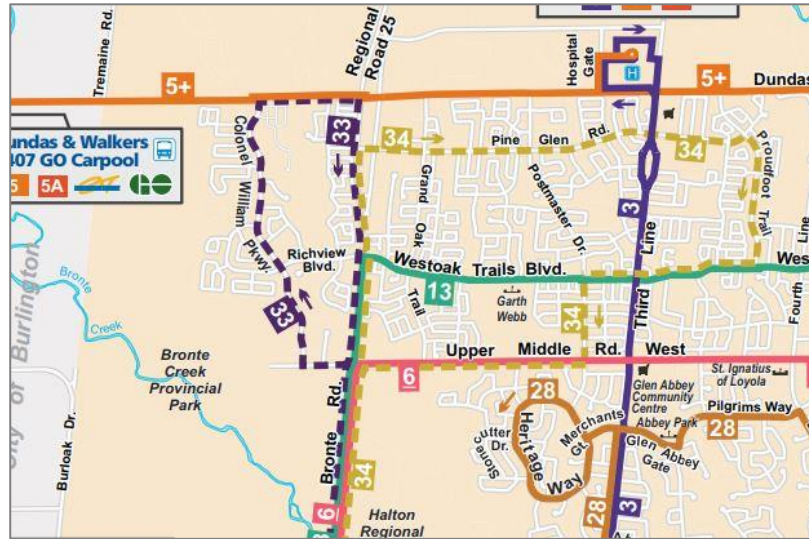 Tremaine Rd.
Regional
Road 25
Hospital
Gate
H
5+
5+
Dundas
33
undas & Walkers
407 GO Carpool
5
5A
GO
Colonel
William
Pkwy.
34
Pine Glen Rd.
34
Proudfoot Trail
Grand
Oak
Trail
Postmaster Dr.
3
Third Line
Richview
Blvd.
Westoak Trails Blvd.
Wes
13
Garth
Webb
Fourth Line
33
34
Bronte
Creek
City of Burlington
Bronte
Creek
Provincial
Park
Upper Middle Rd. West
6
28
Glen Abbey
Community
Centre
St. Ignatius
of Loyola
Abbey Park
Pilgrims Way
28
Merchants
Gt.
Heritage
Way
Stonecutter
Dr.
Glen Abbey
Gate
Bronte Rd.
Burloak Dr.
34
6
Halton
Regional
28
3